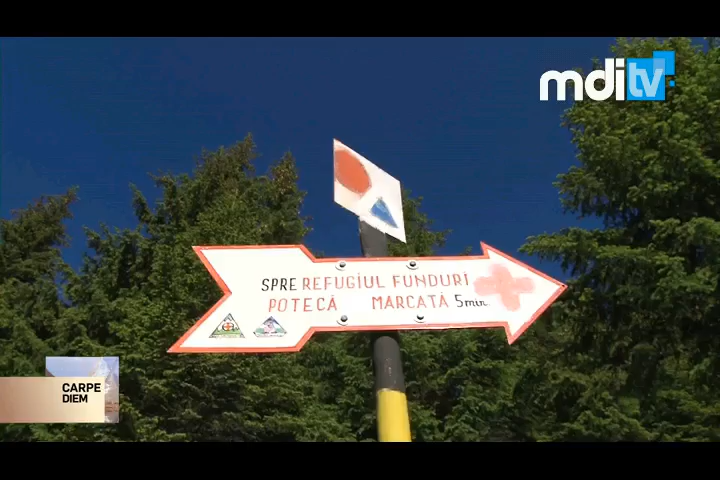 mditv
SPRE REFUGIUL FUNDURI
POTECĂ MARCATĂ 5min
CARPE
DIEM